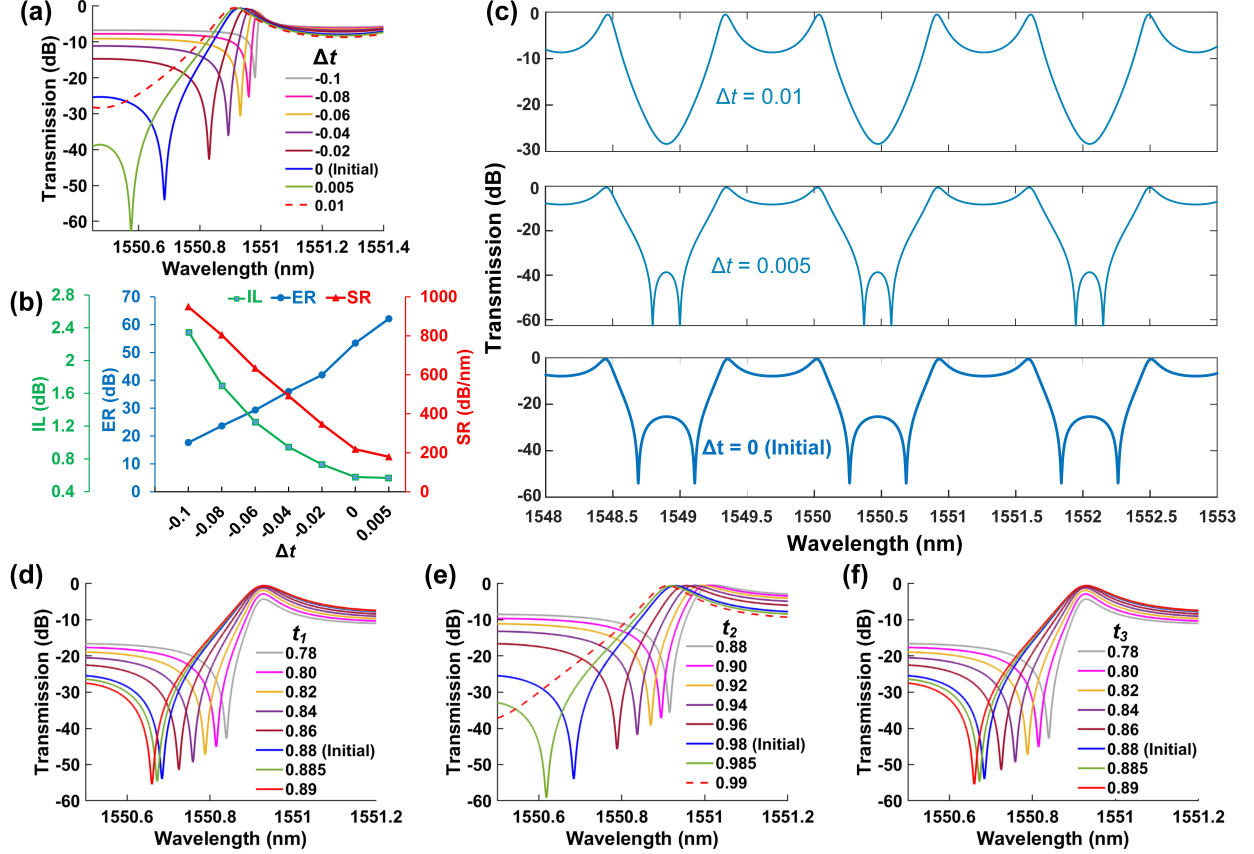 (a)
Transmission (dB)
0
-10
-20
-30
-40
-50
-60
Δt
-0.1
-0.08
-0.06
-0.04
-0.02
0 (Initial)
0.005
0.01
1550.6 1550.8 1551 1551.2 1551.4
Wavelength (nm)
(b)
IL ER SR
IL (dB)
2.8
2.4
2
1.6
1.2
0.8
0.4
ER (dB)
70
60
50
40
30
20
10
0
SR (dB/nm)
1000
800
600
400
200
0
-0.1 -0.08 -0.06 -0.04 -0.02 0 0.005
Δt
(c)
Transmission (dB)
0
-10
-20
-30
Δt = 0.01
0
-20
-40
-60
Δt = 0.005
0
-20
-40
-60
Δt = 0 (Initial)
1548 1548.5 1549 1549.5 1550 1550.5 1551 1551.5 1552 1552.5 1553
Wavelength (nm)
(d)
Transmission (dB)
0
-10
-20
-30
-40
-50
-60
t1
0.78
0.80
0.82
0.84
0.86
0.88 (Initial)
0.885
0.89
1550.6 1550.8 1551 1551.2
Wavelength (nm)
(e)
Transmission (dB)
0
-10
-20
-30
-40
-50
-60
t2
0.88
0.90
0.92
0.94
0.96
0.98 (Initial)
0.985
0.99
1550.6 1550.8 1551 1551.2
Wavelength (nm)
(f)
Transmission (dB)
0
-10
-20
-30
-40
-50
-60
t3
0.78
0.80
0.82
0.84
0.86
0.88 (Initial)
0.885
0.89
1550.6 1550.8 1551 1551.2
Wavelength (nm)